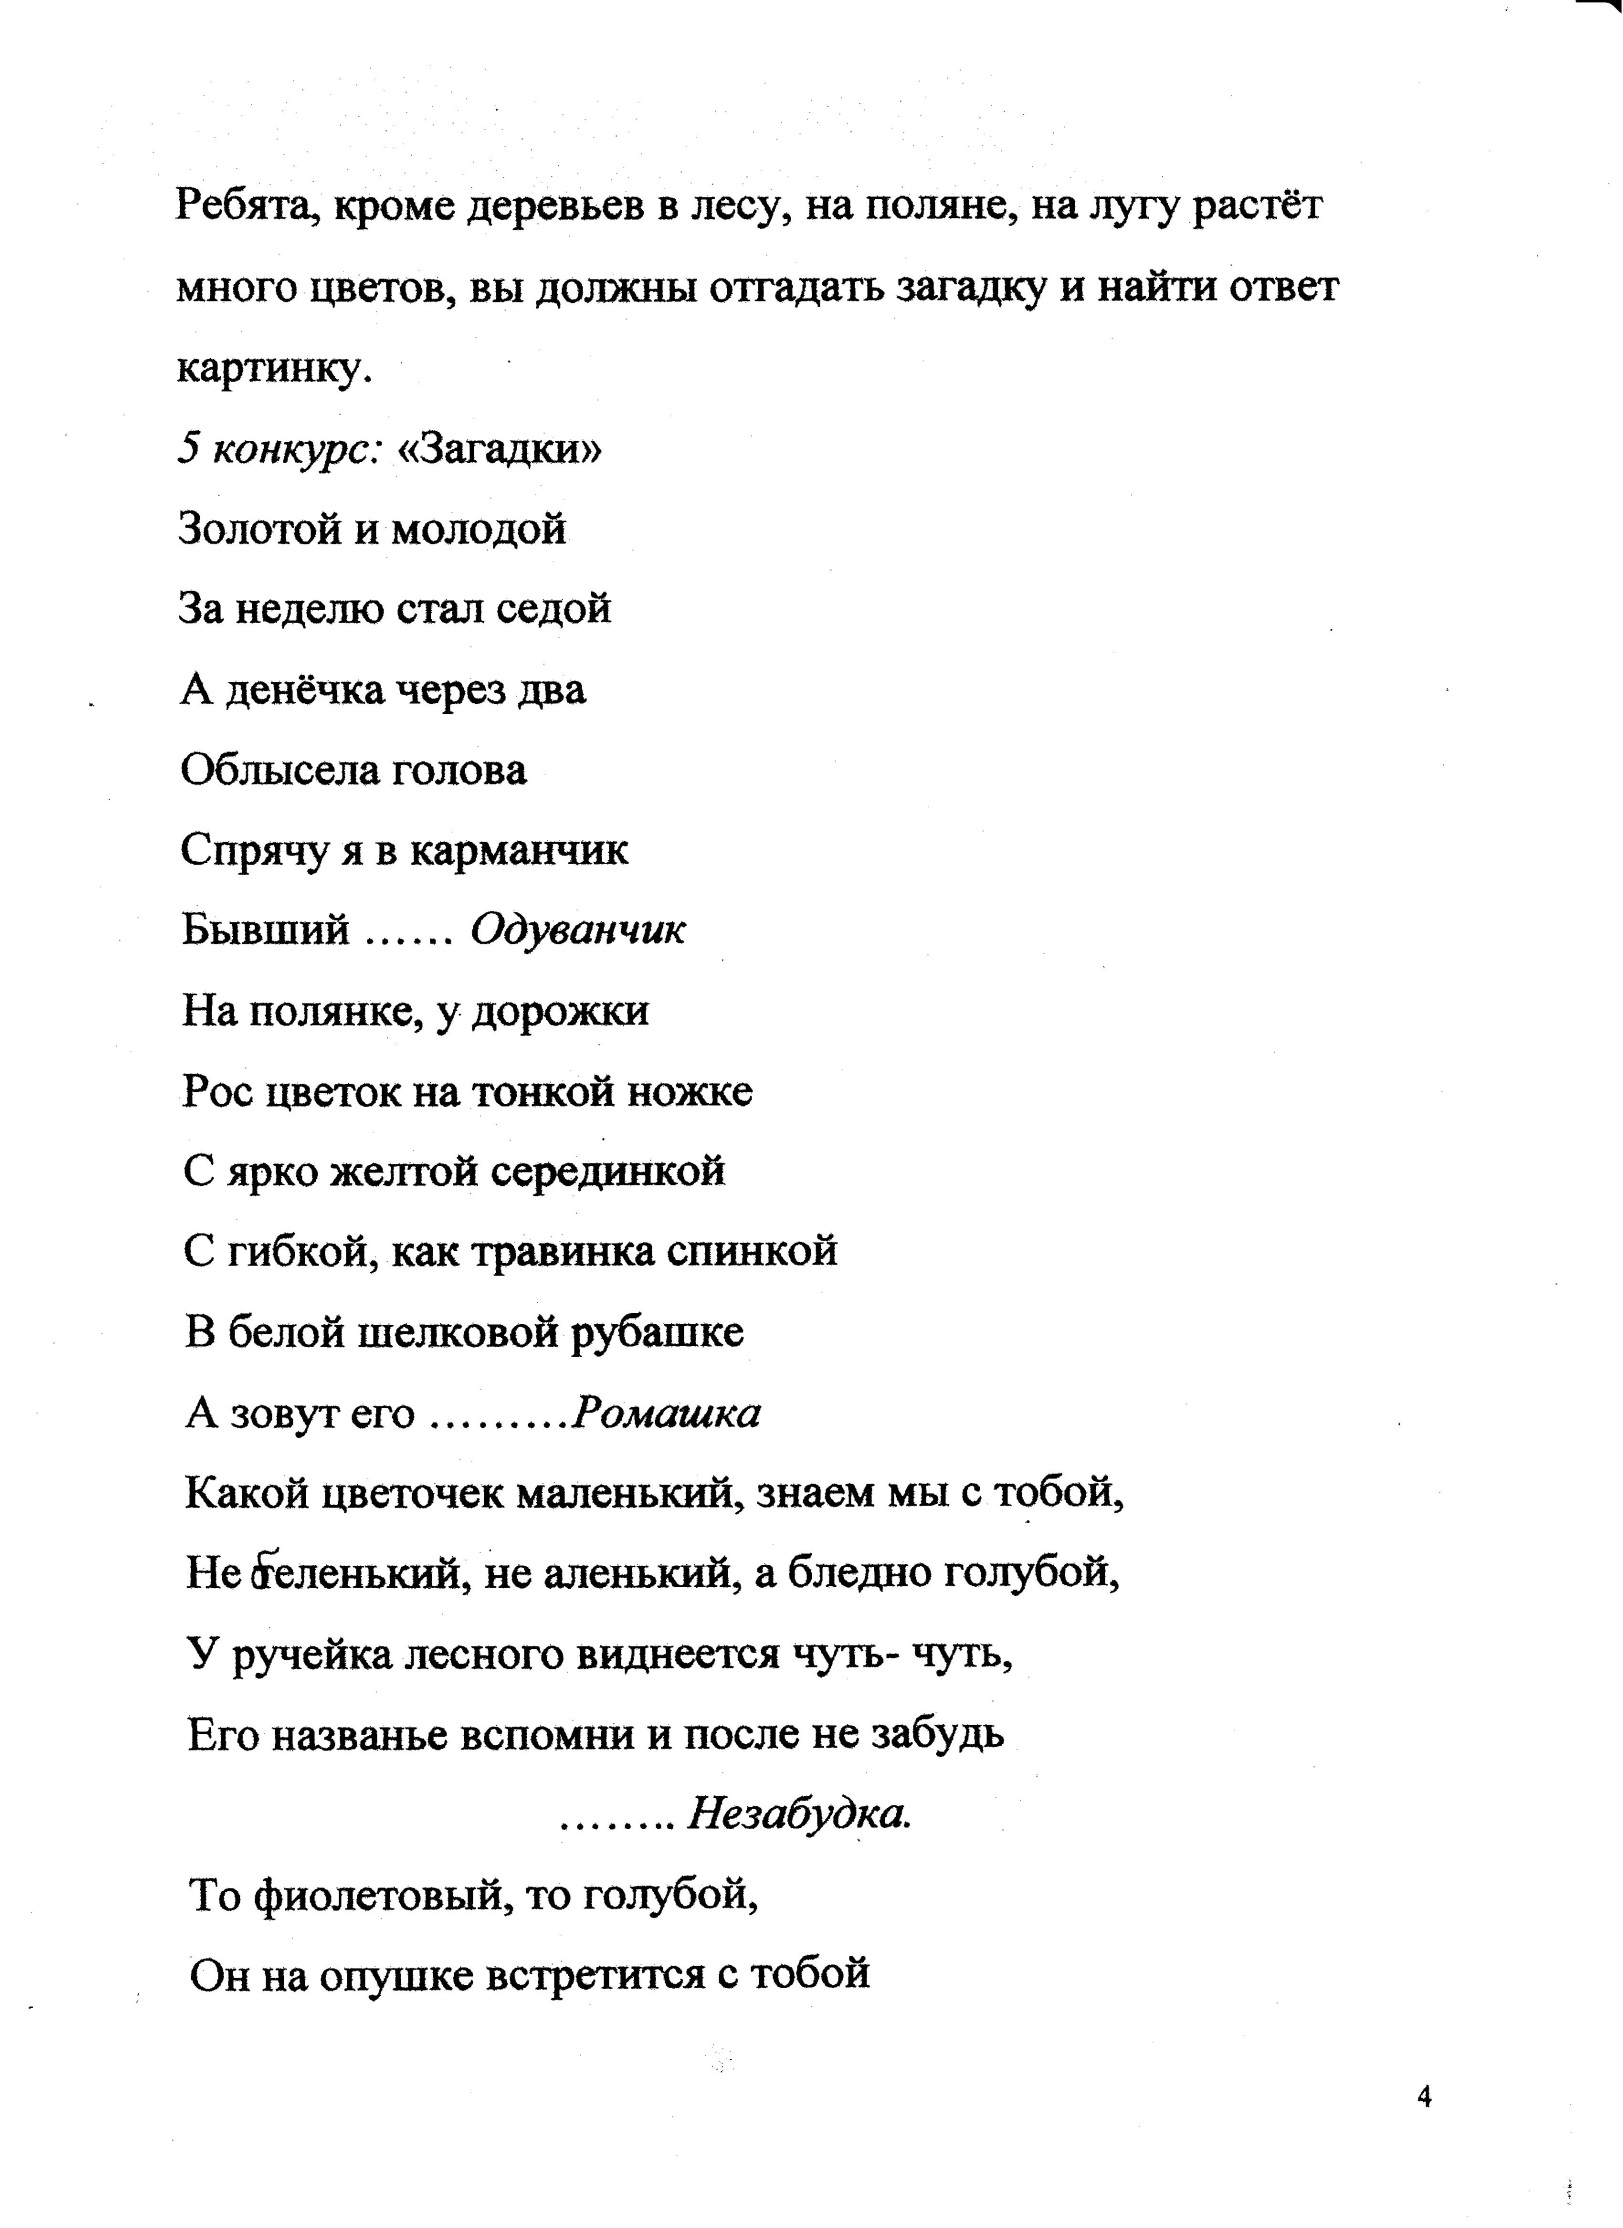 Ребята, кроме деревьев в лесу, на поляне, на лугу растёт
много цветов, вы должны отгадать загадку и найти ответ
картинку.
5 конкурс: «Загадки»
Золотой и молодой
За неделю стал седой
А денёчка через два
Облысела голова
Спрячу я в карманчик
Бывший ...... Одуванчик
На полянке, у дорожки
Рос цветок на тонкой ножке
С ярко желтой серединкой
С гибкой, как травинка спинкой
В белой шелковой рубашке
А зовут его .........Ромашка
Какой цветочек маленький, знаем мы с тобой,
Не беленький, не аленький, а бледно голубой,
У ручейка лесного виднеется чуть- чуть,
Его названье вспомни и после не забудь
........ Незабудка.
То фиолетовый, то голубой,
Он на опушке встретится с тобой
4